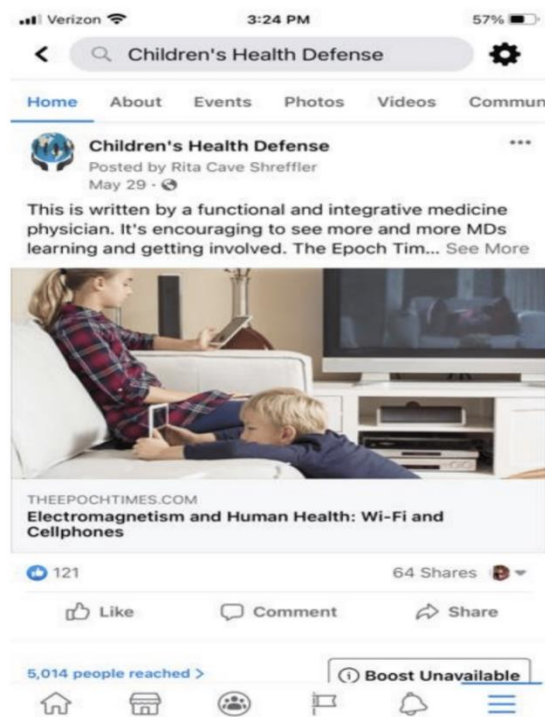 Verizon 3:24 PM 57%
Children's Health Defense
Home About Events Photos Videos Commun
Children's Health Defense
Posted by Rita Cave Shreffler
May 29 ·
This is written by a functional and integrative medicine
physician. It's encouraging to see more and more MDs
learning and getting involved. The Epoch Tim... See More
THEEPOCHTIMES.COM
Electromagnetism and Human Health: Wi-Fi and
Cellphones
121 64 Shares
Like Comment Share
5,014 people reached > Boost Unavailable